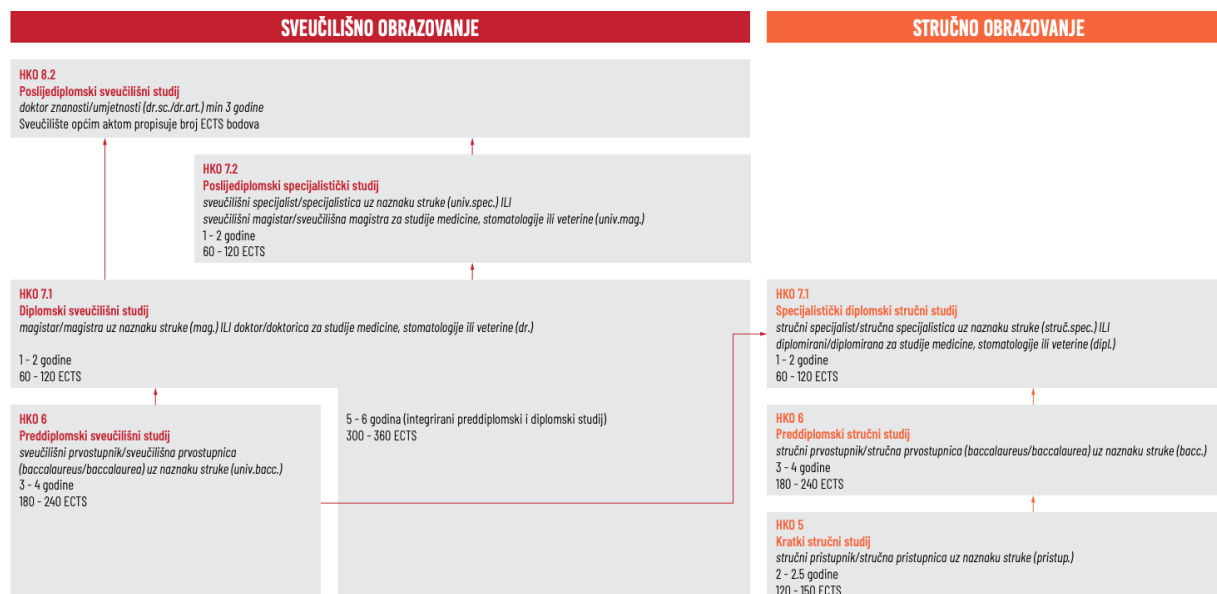 SVEUČILIŠNO OBRAZOVANJE
HKO 8.2
Poslijediplomski sveučilišni studij
doktor znanosti/umjetnosti (dr.sc./dr.art.) min 3 godine
Sveučilište općim aktom propisuje broj ECTS bodova
HKO 7.2
Poslijediplomski specijalistički studij
sveučilišni specijalist/specijalistica uz naznaku struke (univ.spec.) ILI
sveučilišni magistar/sveučilišna magistra za studije medicine, stomatologije ili veterine (univ.mag.)
1 - 2 godine
60 - 120 ECTS
HKO 7.1
Diplomski sveučilišni studij
magistar/magistra uz naznaku struke (mag.) ILI doktor/doktorica za studije medicine, stomatologije ili veterine (dr.)
1 - 2 godine
60 - 120 ECTS
5 - 6 godina (integrirani preddiplomski i diplomski studij)
300 - 360 ECTS
HKO 6
Preddiplomski sveučilišni studij
sveučilišni prvostupnik/sveučilišna prvostupnica
(baccalaureus/baccalaurea) uz naznaku struke (univ.bacc.)
3 - 4 godine
180 - 240 ECTS
STRUČNO OBRAZOVANJE
HKO 7.1
Specijalistički diplomski stručni studij
stručni specijalist/stručna specijalistica uz naznaku struke (struč.spec.) ILI
diplomirani/diplomirana za studije medicine, stomatologije ili veterine (dipl.)
1 - 2 godine
60 - 120 ECTS
HKO 6
Preddiplomski stručni studij
stručni prvostupnik/stručna prvostupnica (baccalaureus/baccalaurea) uz naznaku struke (bacc.)
3 - 4 godine
180 - 240 ECTS
HKO 5
Kratki stručni studij
stručni pristupnik/stručna pristupnica uz naznaku struke (pristup.)
2 - 2.5 godine
120 - 150 ECTS